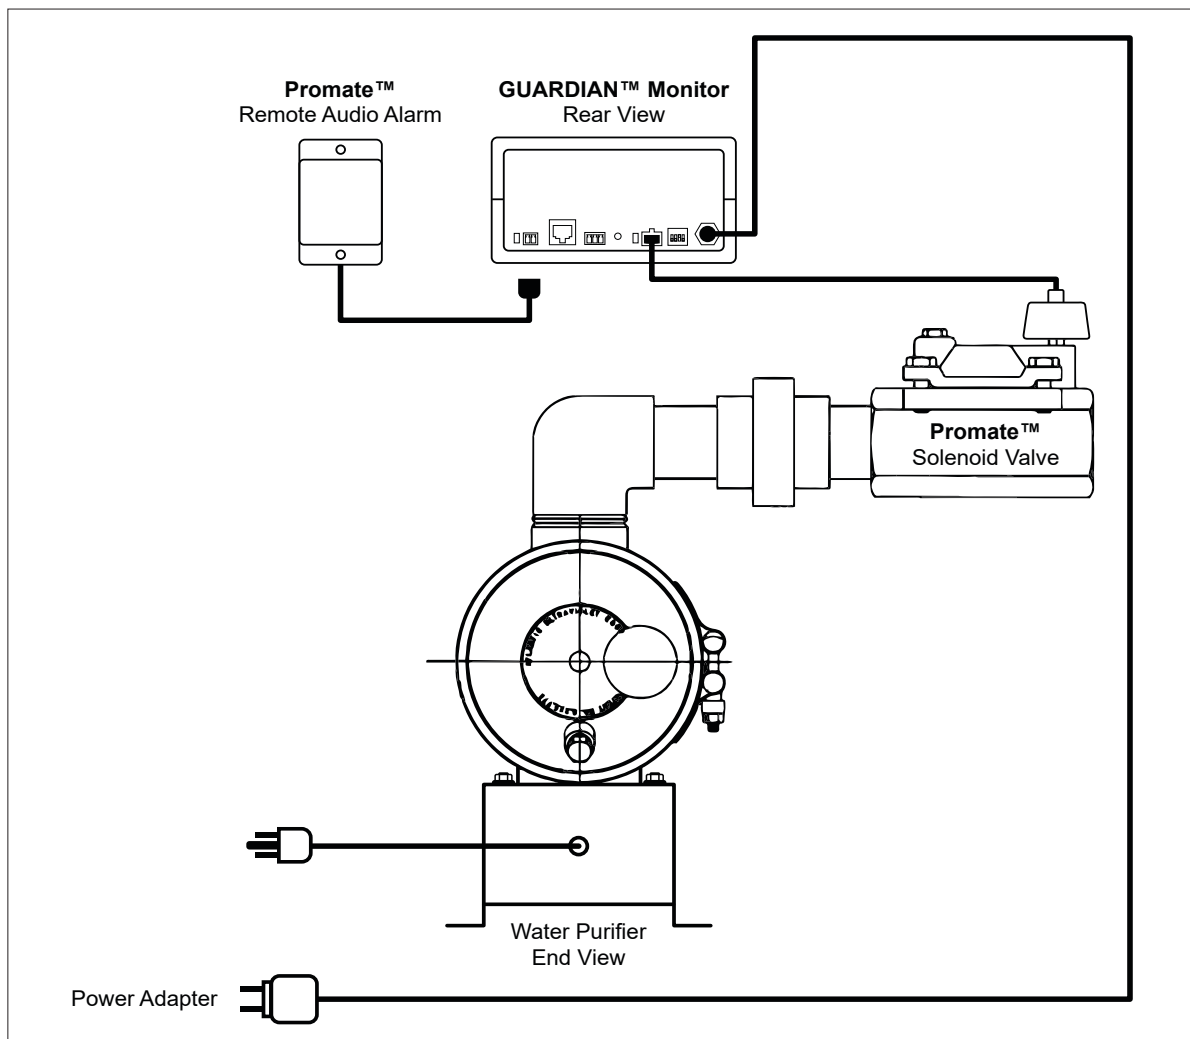 Promate™
Remote Audio Alarm
GUARDIAN™ Monitor
Rear View
Promate™
Solenoid Valve
Water Purifier
End View
Power Adapter